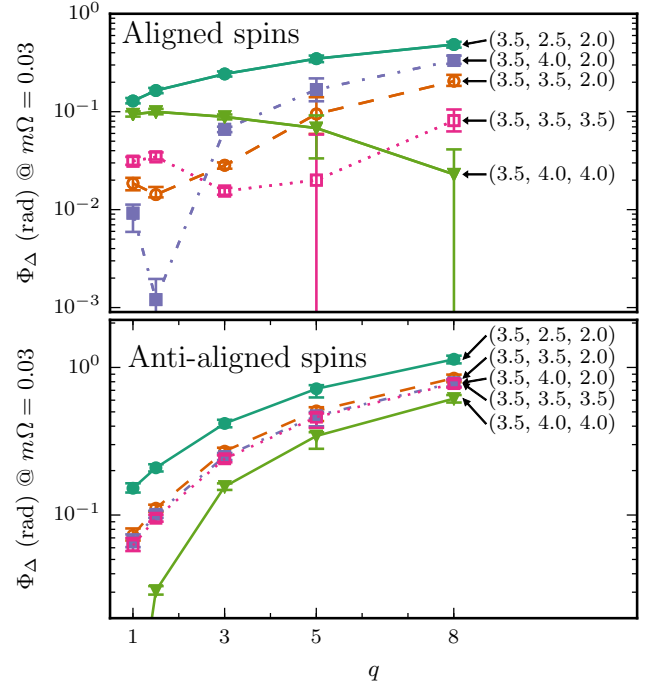 Aligned spins
Φ_Δ (rad) @ mΩ = 0.03
10^0
10^−1
10^−2
10^−3
(3.5, 2.5, 2.0)
(3.5, 4.0, 2.0)
(3.5, 3.5, 2.0)
(3.5, 3.5, 3.5)
(3.5, 4.0, 4.0)
Anti-aligned spins
Φ_Δ (rad) @ mΩ = 0.03
10^0
10^−1
(3.5, 2.5, 2.0)
(3.5, 3.5, 2.0)
(3.5, 4.0, 2.0)
(3.5, 3.5, 3.5)
(3.5, 4.0, 4.0)
1 3 5 8
q